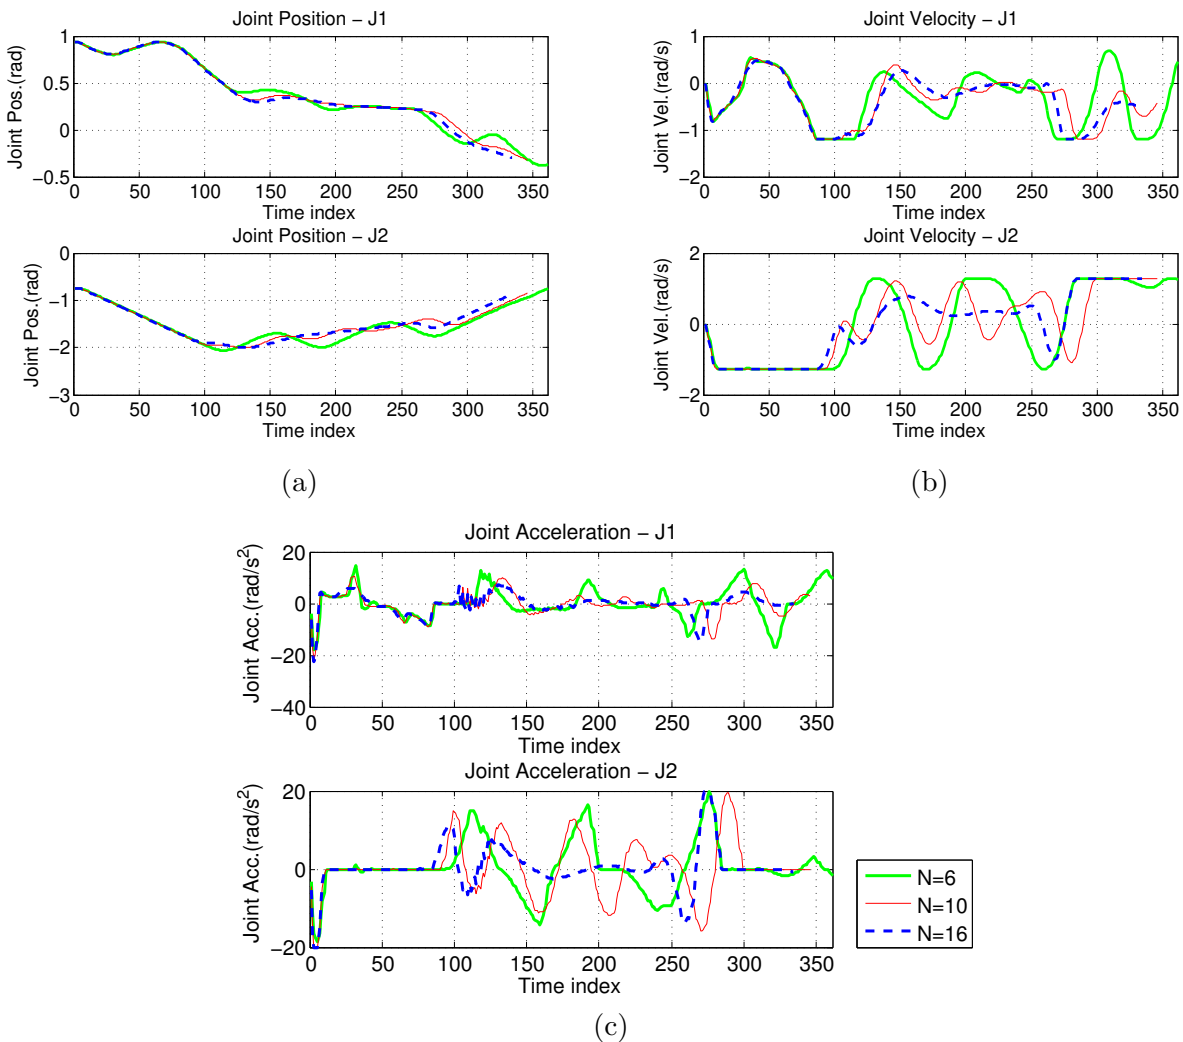 Joint Position − J1
Joint Pos.(rad)
1
0.5
0
−0.5
0 50 100 150 200 250 300 350
Time index
Joint Position − J2
Joint Pos.(rad)
0
−1
−2
−3
0 50 100 150 200 250 300 350
Time index
(a)
Joint Velocity − J1
Joint Vel.(rad/s)
1
0
−1
−2
0 50 100 150 200 250 300 350
Time index
Joint Velocity − J2
Joint Vel.(rad/s)
2
0
−2
0 50 100 150 200 250 300 350
Time index
(b)
Joint Acceleration − J1
Joint Acc.(rad/s²)
20
0
−20
−40
0 50 100 150 200 250 300 350
Time index
Joint Acceleration − J2
Joint Acc.(rad/s²)
20
0
−20
0 50 100 150 200 250 300 350
Time index
N=6
N=10
N=16
(c)